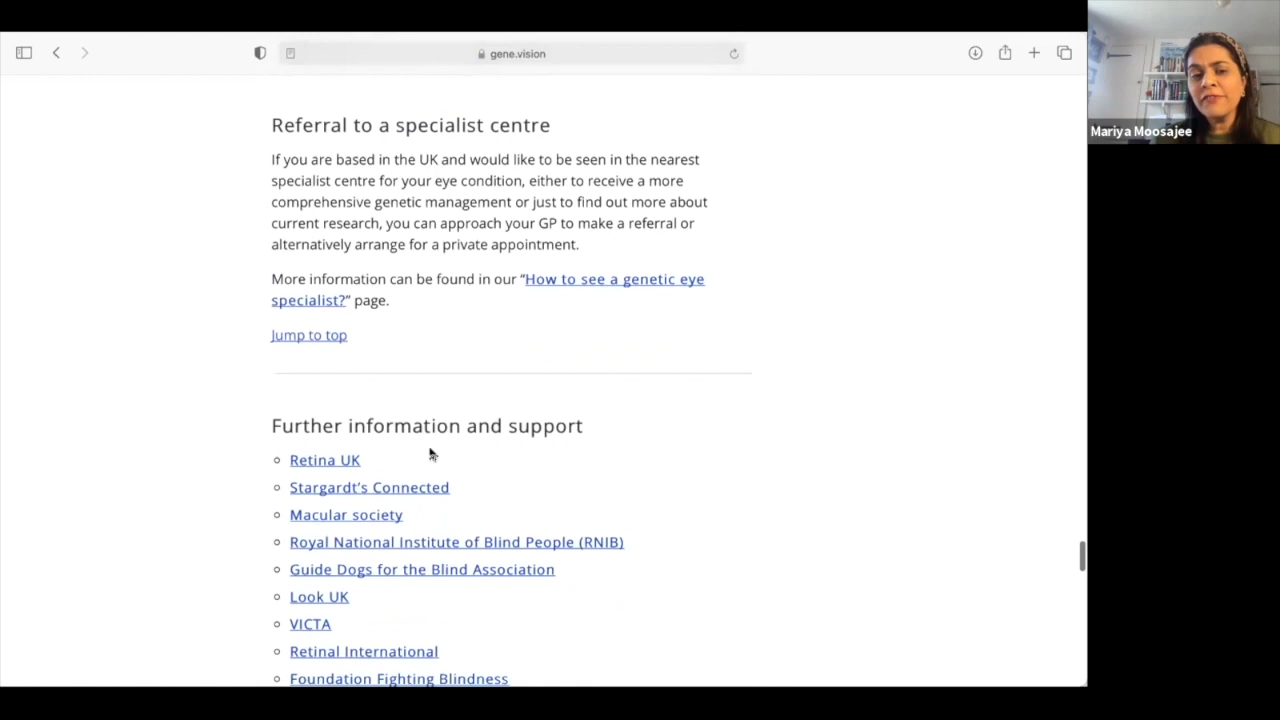 gene.vision
Mariya Moosajee
Referral to a specialist centre
If you are based in the UK and would like to be seen in the nearest
specialist centre for your eye condition, either to receive a more
comprehensive genetic management or just to find out more about
current research, you can approach your GP to make a referral or
alternatively arrange for a private appointment.
More information can be found in our “How to see a genetic eye
specialist?” page.
Jump to top
Further information and support
Retina UK
Stargardt’s Connected
Macular society
Royal National Institute of Blind People (RNIB)
Guide Dogs for the Blind Association
Look UK
VICTA
Retinal International
Foundation Fighting Blindness